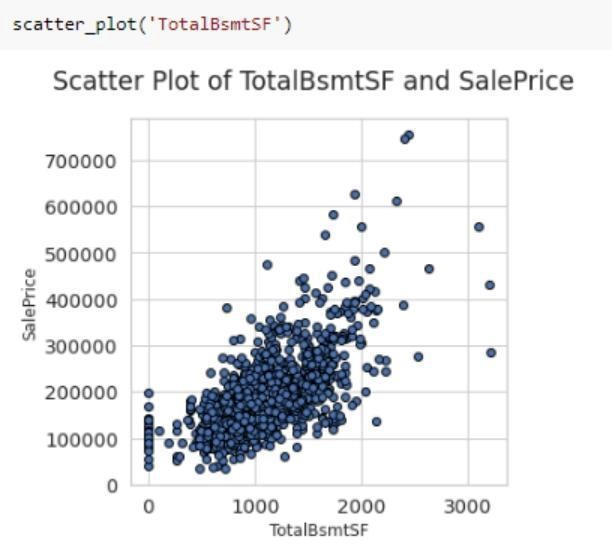 scatter_plot('TotalBsmtSF')
Scatter Plot of TotalBsmtSF and SalePrice
700000
600000
500000
400000
300000
200000
100000
0
SalePrice
0 1000 2000 3000
TotalBsmtSF